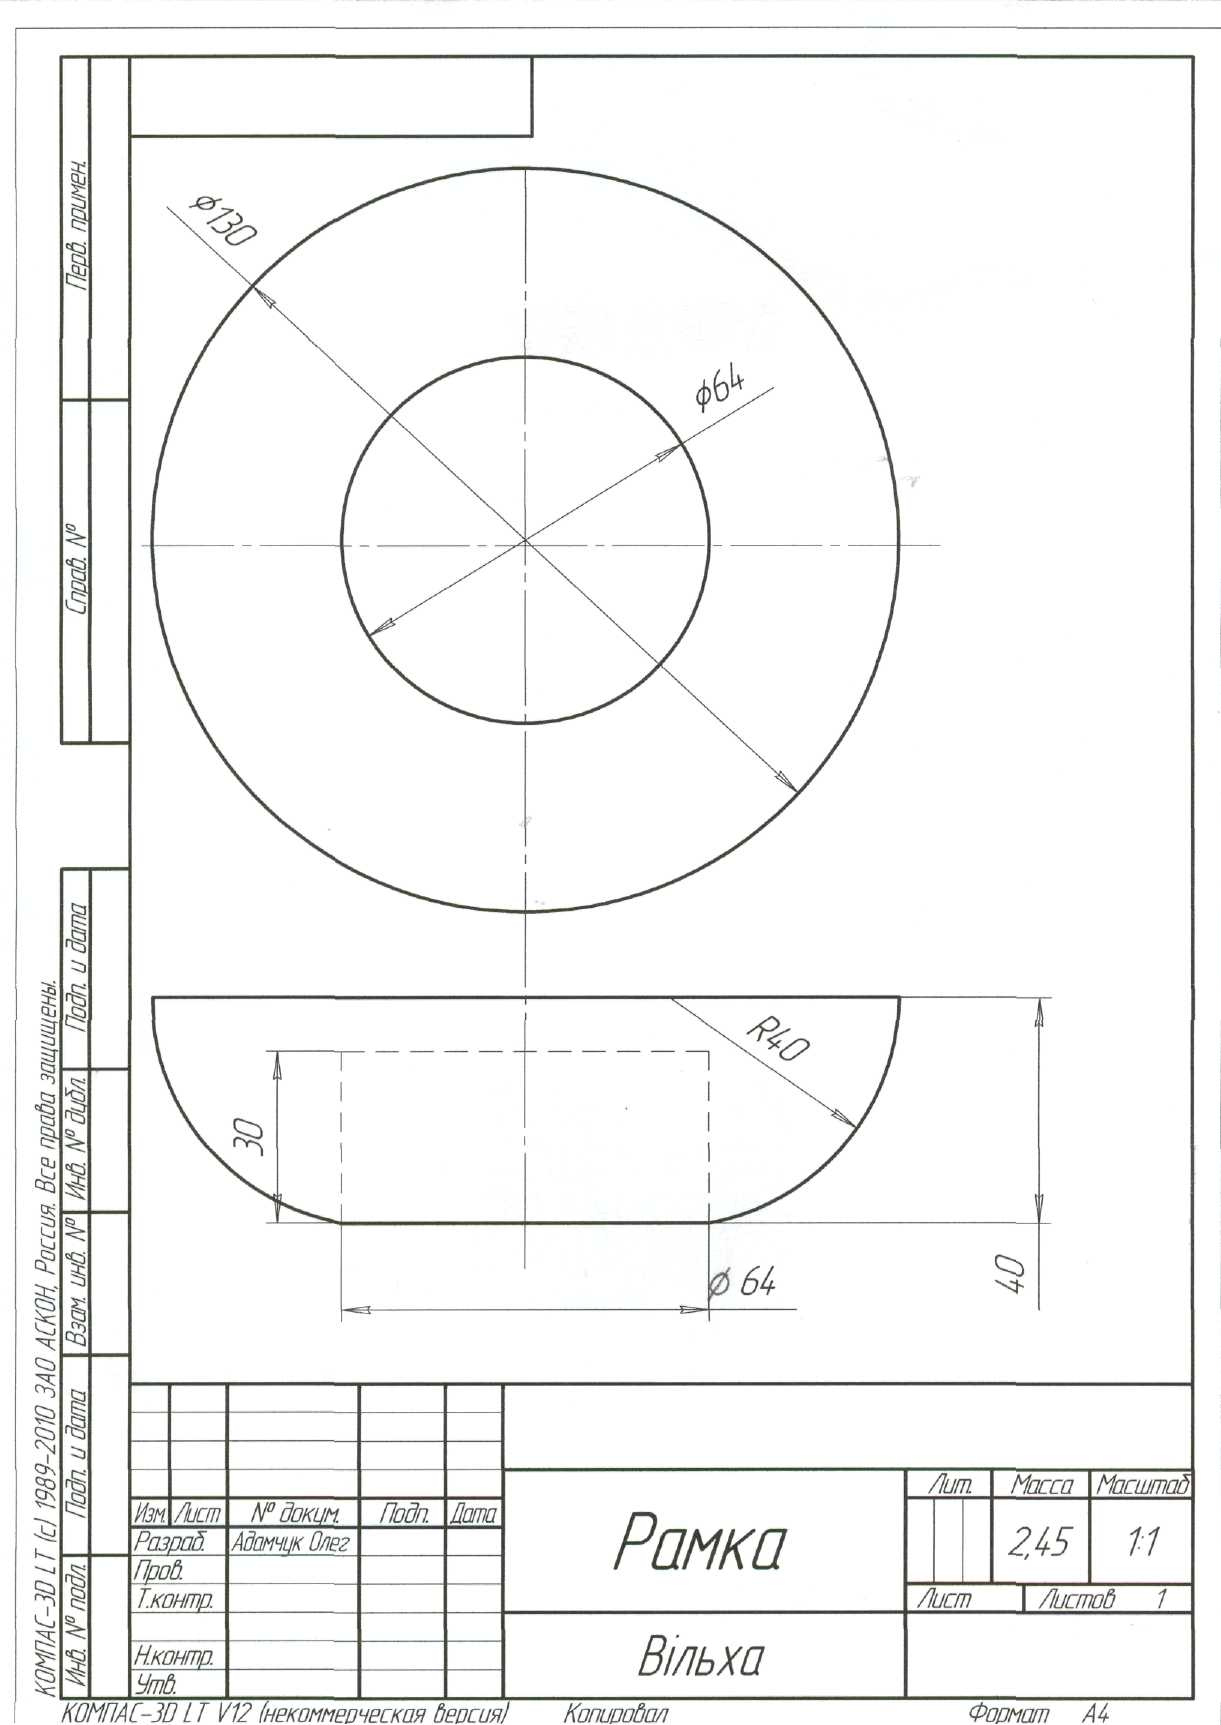 Перв. примен.
Справ. №
Подп. и дата
Инв. № дубл.
Взам. инв. №
Подп. и дата
Инв. № подл.
КОМПАС-3D LT (с) 1989-2010 ЗАО АСКОН, Россия. Все права защищены.
ϕ130
ϕ64
R40
30
ϕ 64
40
Изм. Лист № докум. Подп. Дата
Разраб. Адамчук Олег
Пров.
Т.контр.
Н.контр.
Утв.
Рамка
Вільха
Лит. Масса Масштаб
2,45 1:1
Лист Листов 1
КОМПАС-3D LT V12 (некоммерческая версия) Копировал Формат А4